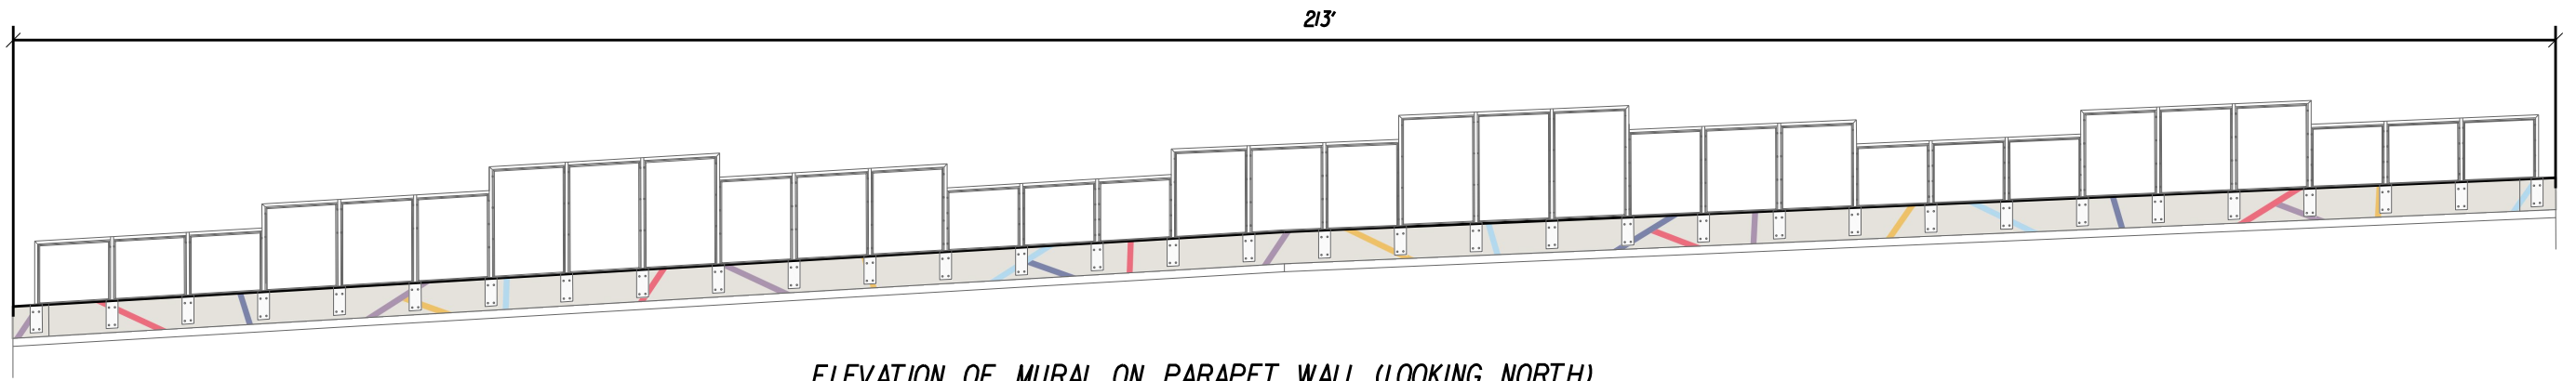 213'
ELEVATION OF MURAL ON PARAPET WALL (LOOKING NORTH)